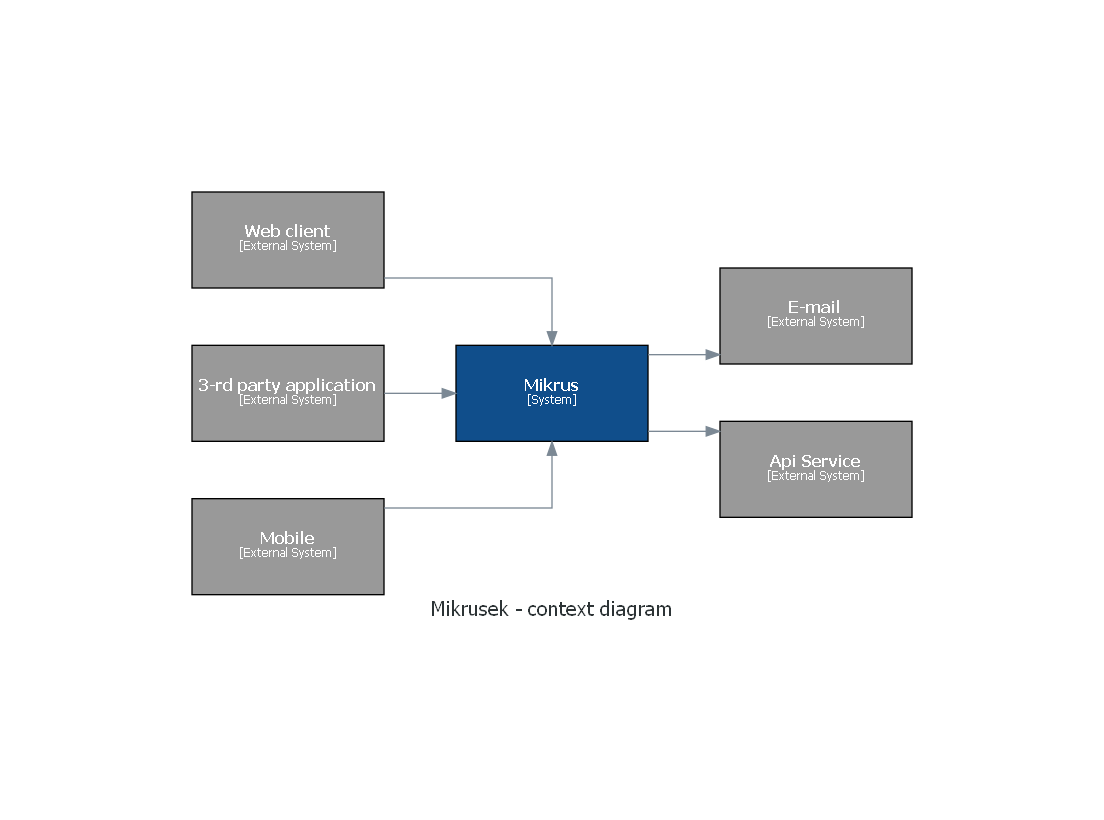 Web client
[External System]
3-rd party application
[External System]
Mobile
[External System]
Mikrus
[System]
E-mail
[External System]
Api Service
[External System]
Mikrusek - context diagram